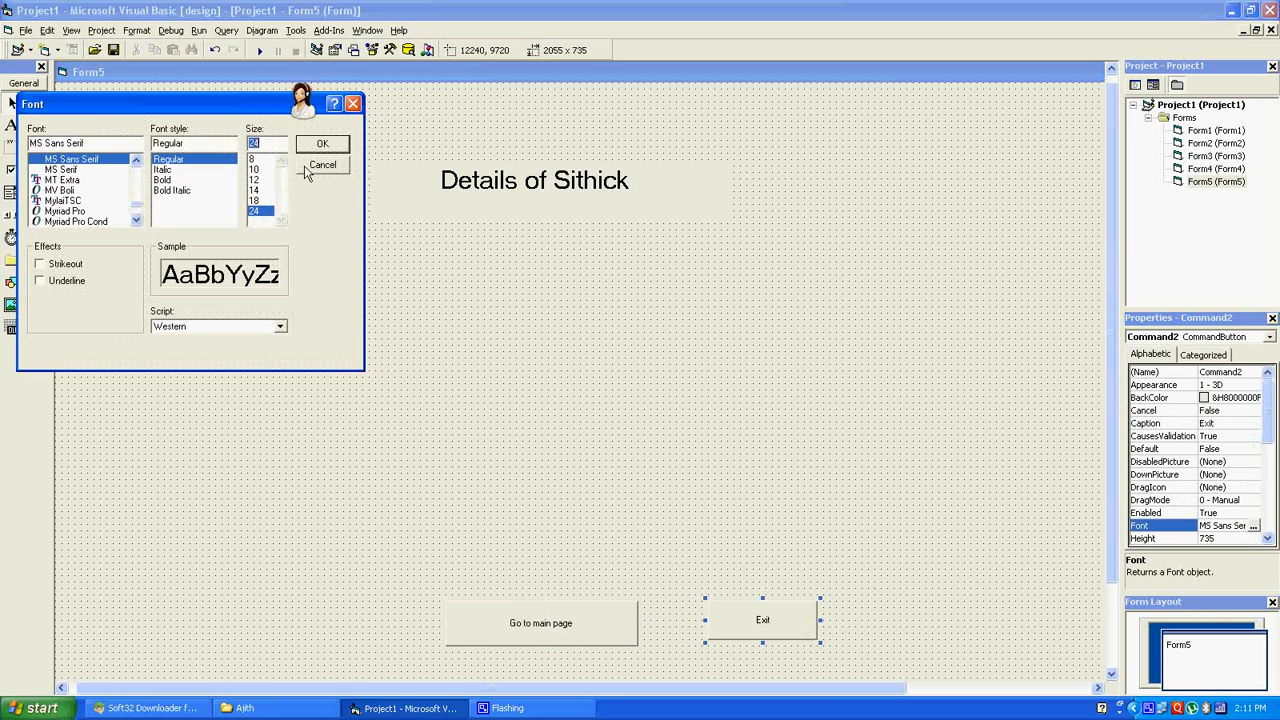 Project1 - Microsoft Visual Basic [design] - [Project1 - Form5 (Form)]
File Edit View Project Format Debug Run Query Diagram Tools Add-Ins Window Help
12240, 9720 2055 x 735
General
Form5
Project - Project1
Project1 (Project1)
Forms
Form1 (Form1)
Form2 (Form2)
Form3 (Form3)
Form4 (Form4)
Form5 (Form5)
Font
Font: Font style: Size:
MS Sans Serif Regular 24 OK
MS Sans Serif Regular 8 Cancel
MS Serif Italic 10
MT Extra Bold 12
MV Boli Bold Italic 14
MylaiTSC 18
Myriad Pro 24
Myriad Pro Cond
Effects Sample
Strikeout AaBbYyZz
Underline
Script:
Western
Details of Sithick
Go to main page Exit
Properties - Command2
Command2 CommandButton
Alphabetic Categorized
(Name) Command2
Appearance 1 - 3D
BackColor &H8000000F
Cancel False
Caption Exit
CausesValidation True
Default False
DisabledPicture (None)
DownPicture (None)
DragIcon (None)
DragMode 0 - Manual
Enabled True
Font MS Sans Ser ...
Height 735
Font
Returns a Font object.
Form Layout
Form5
start Soft32 Downloader f... Ajith Project1 - Microsoft V... Flashing 2:11 PM